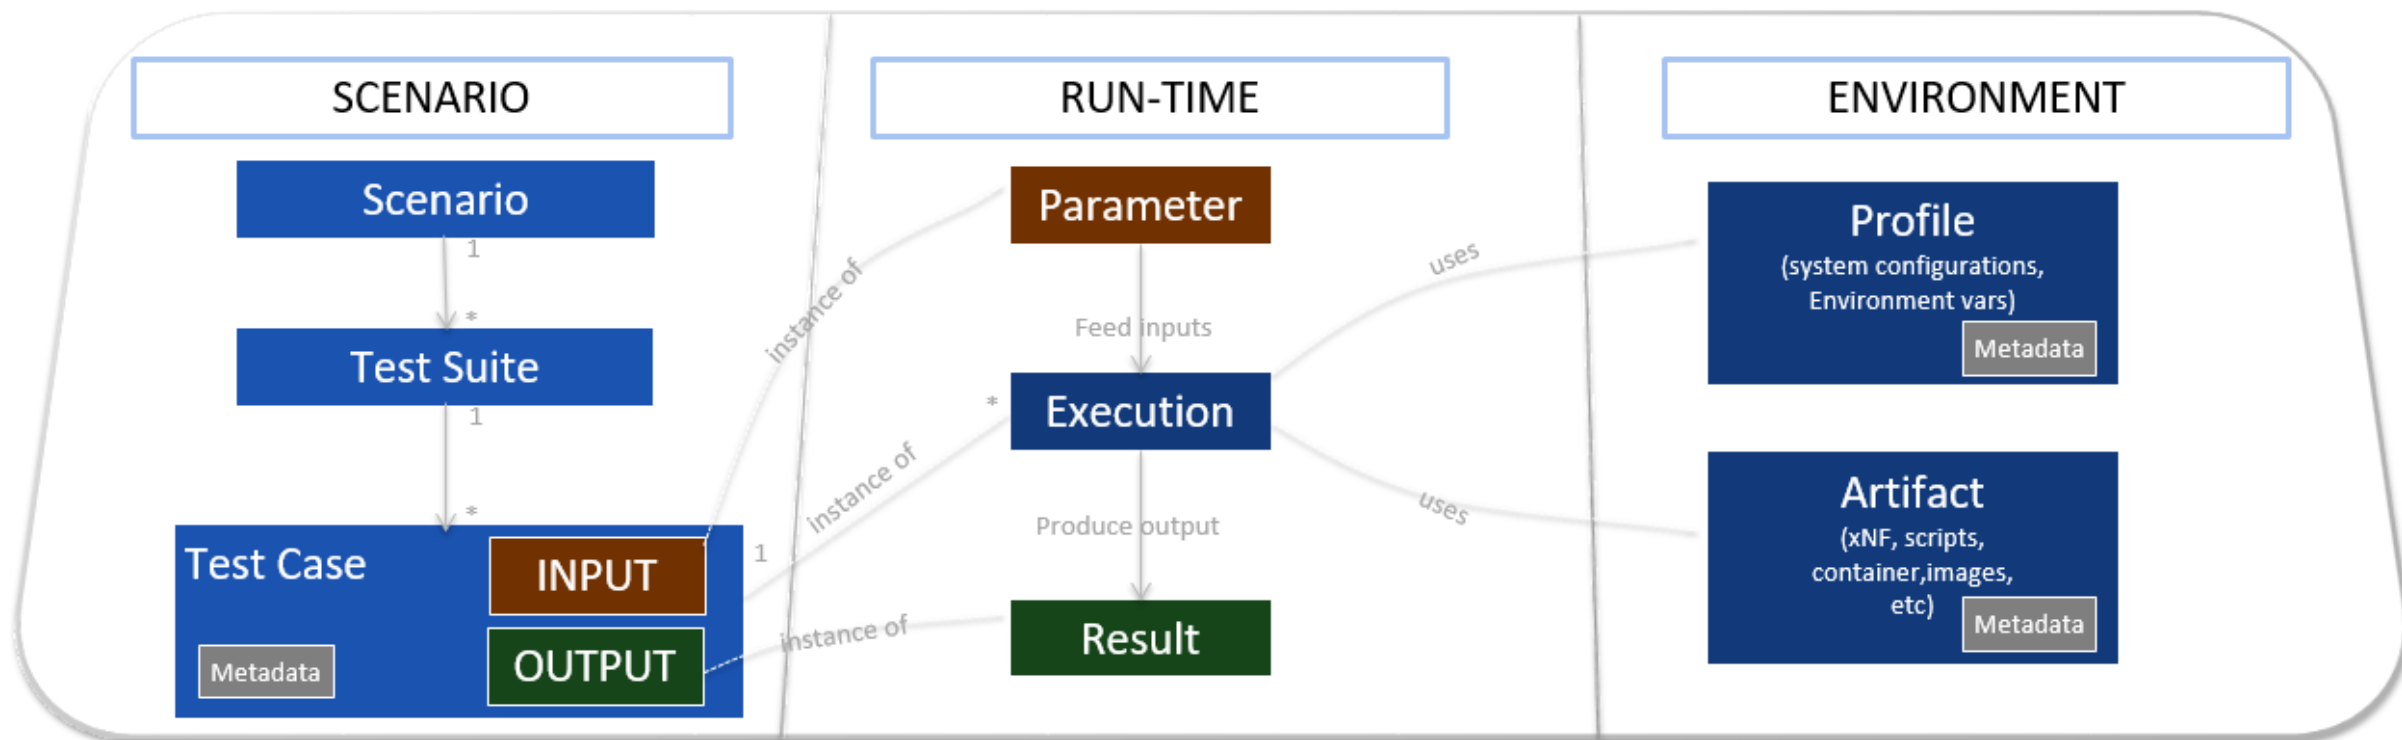 SCENARIO
RUN-TIME
ENVIRONMENT
Scenario
1
*
Test Suite
1
*
Test Case
INPUT
OUTPUT
Metadata
1
instance of
instance of
instance of
Parameter
Feed inputs
*
Execution
Produce output
Result
uses
uses
Profile
(system configurations,
Environment vars)
Metadata
Artifact
(xNF, scripts,
container,images,
etc)
Metadata